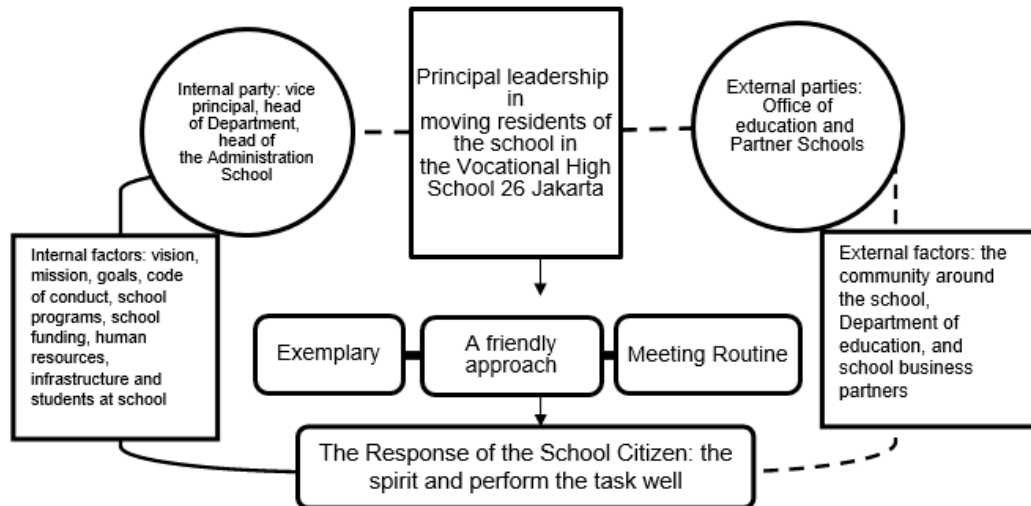 Internal party: vice
principal, head
of Department,
head of
the Administration
School
Principal leadership
in
moving residents of
the school in
the Vocational High
School 26 Jakarta
External parties:
Office of
education and
Partner Schools
Internal factors: vision,
mission, goals, code
of conduct, school
programs, school
funding, human
resources,
infrastructure and
students at school
External factors: the
community around
the school,
Department of
education, and
school business
partners
Exemplary
A friendly
approach
Meeting Routine
The Response of the School Citizen: the
spirit and perform the task well